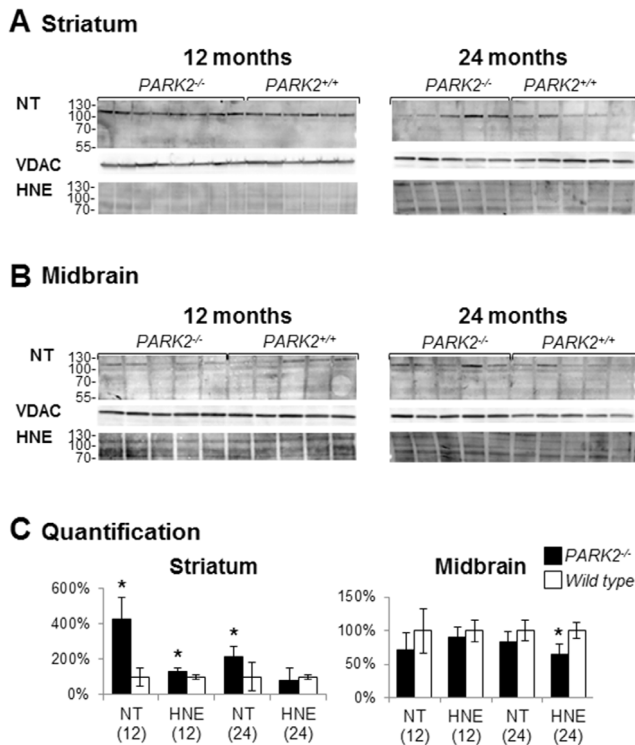 A Striatum
12 months
24 months
PARK2-/- PARK2+/+
PARK2-/- PARK2+/+
NT
130-
100-
70-
55-
VDAC
HNE
130-
100-
70-
B Midbrain
12 months
24 months
PARK2-/- PARK2+/+
PARK2-/- PARK2+/+
NT
130-
100-
70-
55-
VDAC
HNE
130-
100-
70-
C Quantification
PARK2-/-
Wild type
Striatum
600%
400%
200%
0%
* * *
NT (12)
HNE (12)
NT (24)
HNE (24)
Midbrain
150%
100%
50%
0%
*
NT (12)
HNE (12)
NT (24)
HNE (24)